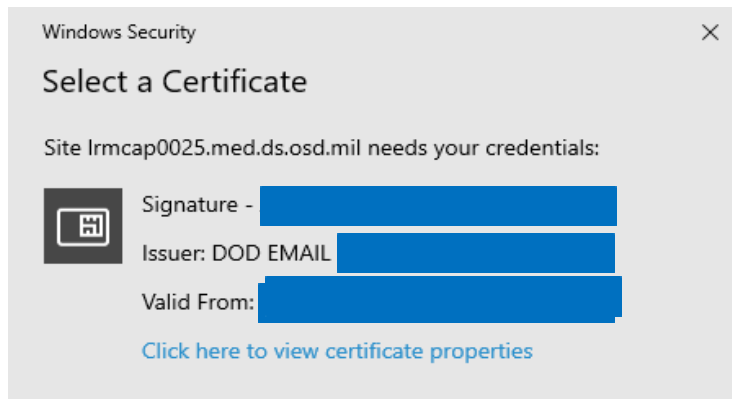 Windows Security
Select a Certificate
Site lrmcap0025.med.ds.osd.mil needs your credentials:
Signature -
Issuer: DOD EMAIL
Valid From:
Click here to view certificate properties